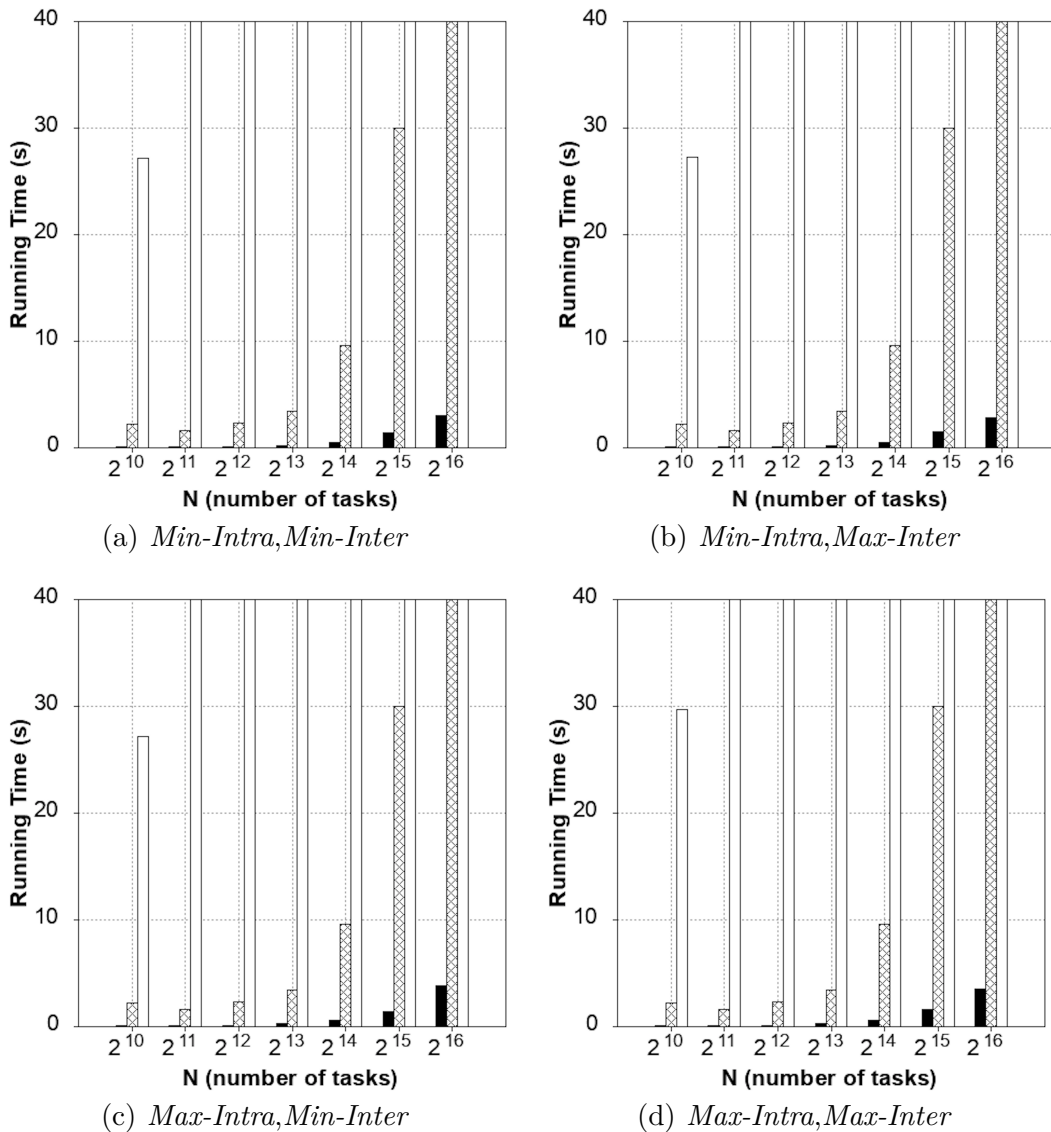 40
30
20
10
0
Running Time (s)
2^10 2^11 2^12 2^13 2^14 2^15 2^16
N (number of tasks)
(a) Min-Intra,Min-Inter
40
30
20
10
0
Running Time (s)
2^10 2^11 2^12 2^13 2^14 2^15 2^16
N (number of tasks)
(b) Min-Intra,Max-Inter
40
30
20
10
0
Running Time (s)
2^10 2^11 2^12 2^13 2^14 2^15 2^16
N (number of tasks)
(c) Max-Intra,Min-Inter
40
30
20
10
0
Running Time (s)
2^10 2^11 2^12 2^13 2^14 2^15 2^16
N (number of tasks)
(d) Max-Intra,Max-Inter